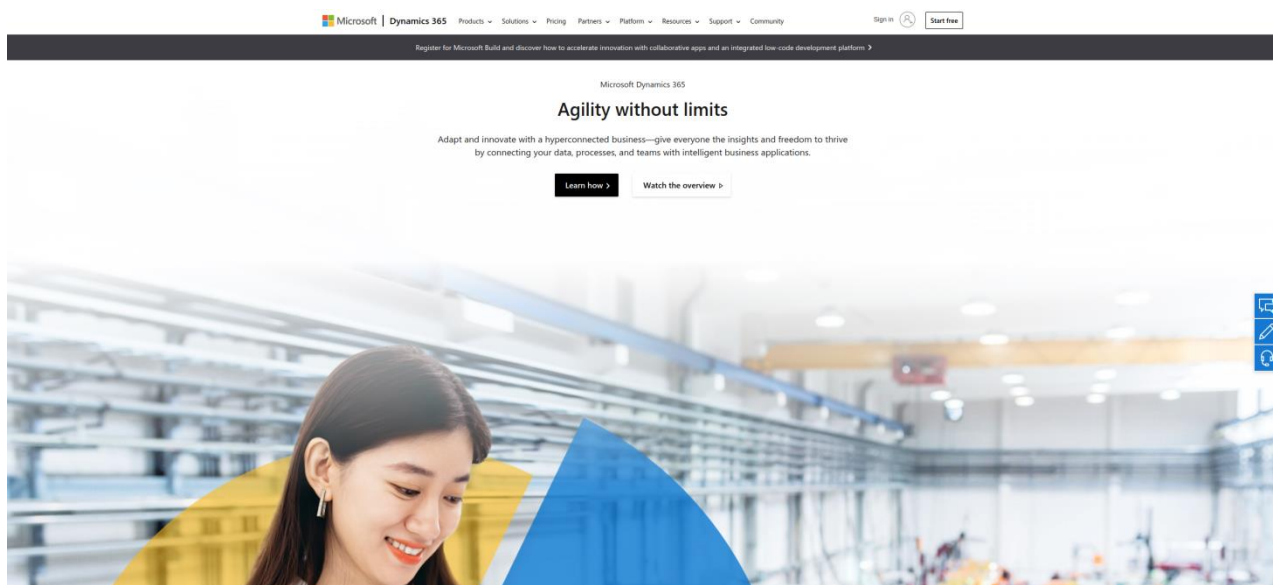 Microsoft | Dynamics 365 Products Solutions Pricing Partners Platform Resources Support Community Sign in Start free
Register for Microsoft Build and discover how to accelerate innovation with collaborative apps and an integrated low-code development platform >
Microsoft Dynamics 365
Agility without limits
Adapt and innovate with a hyperconnected business—give everyone the insights and freedom to thrive
by connecting your data, processes, and teams with intelligent business applications.
Learn how > Watch the overview